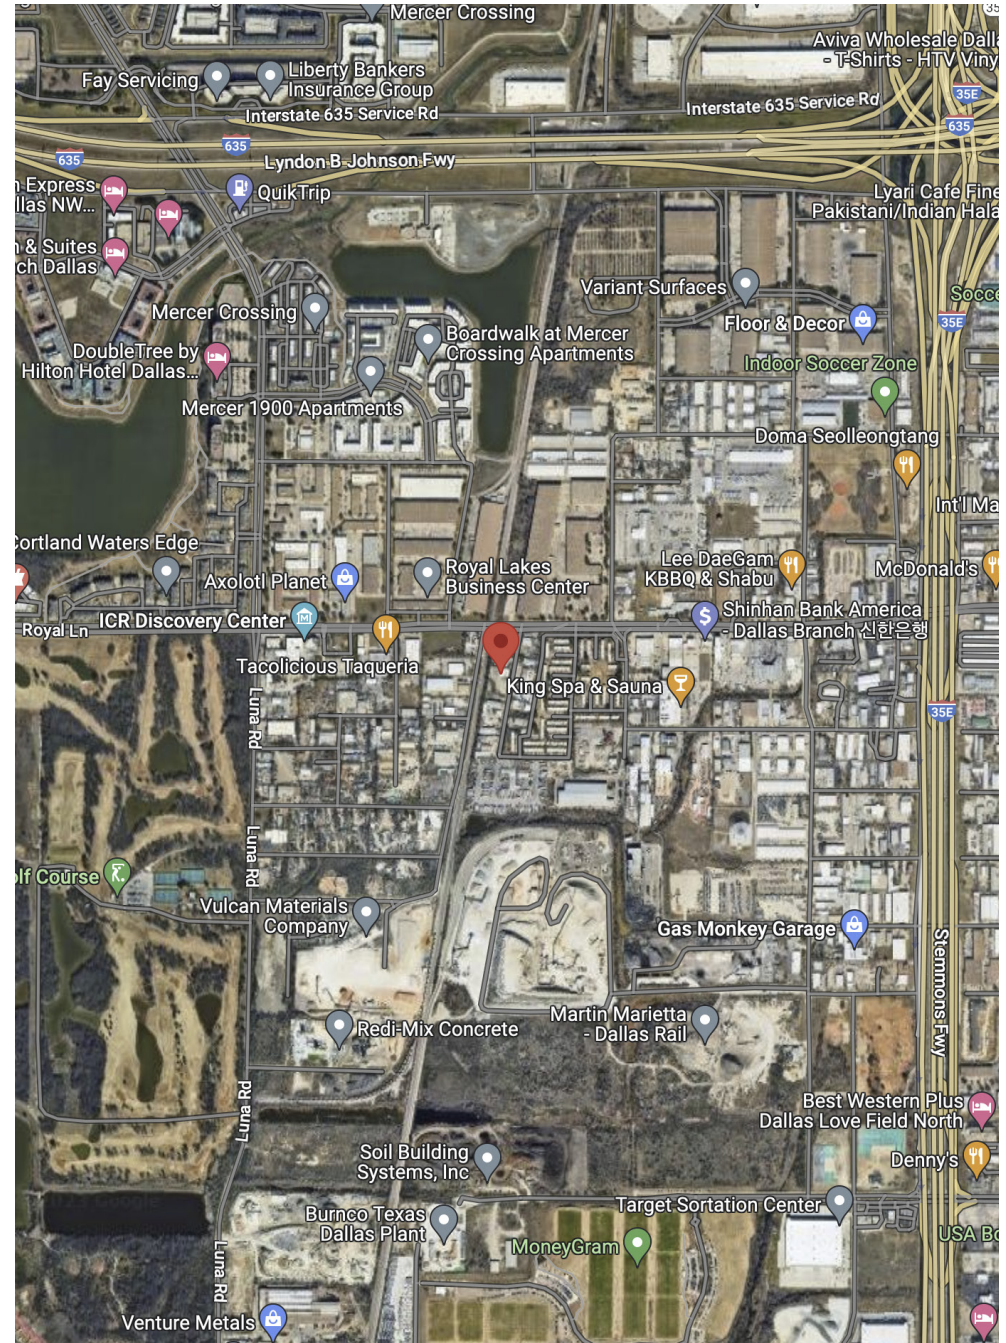 Mercer Crossing
35
Aviva Wholesale Dalla
- T-Shirts - HTV Viny
Fay Servicing
Liberty Bankers
Insurance Group
35E
Interstate 635 Service Rd
Interstate 635 Service Rd
635
635
635
Lyndon B Johnson Fwy
n Express
llas NW...
QuikTrip
Lyari Cafe Fine
Pakistani/Indian Hala
n & Suites
ch Dallas
Variant Surfaces
Socce
Mercer Crossing
Floor & Decor
35E
Boardwalk at Mercer
Crossing Apartments
DoubleTree by
Hilton Hotel Dallas...
Indoor Soccer Zone
Mercer 1900 Apartments
Doma Seolleongtang
Int'l Ma
Cortland Waters Edge
Axolotl Planet
Royal Lakes
Business Center
Lee DaeGam
KBBQ & Shabu
McDonald's
ICR Discovery Center
Royal Ln
Shinhan Bank America
- Dallas Branch 신한은행
Tacolicious Taqueria
King Spa & Sauna
Luna Rd
35E
Luna Rd
olf Course
Vulcan Materials
Company
Gas Monkey Garage
Stemmons Fwy
Redi-Mix Concrete
Martin Marietta
- Dallas Rail
Luna Rd
Best Western Plus
Dallas Love Field North
Soil Building
Systems, Inc
Denny's
Burnco Texas
Dallas Plant
Target Sortation Center
MoneyGram
USA Bo
Luna Rd
Venture Metals